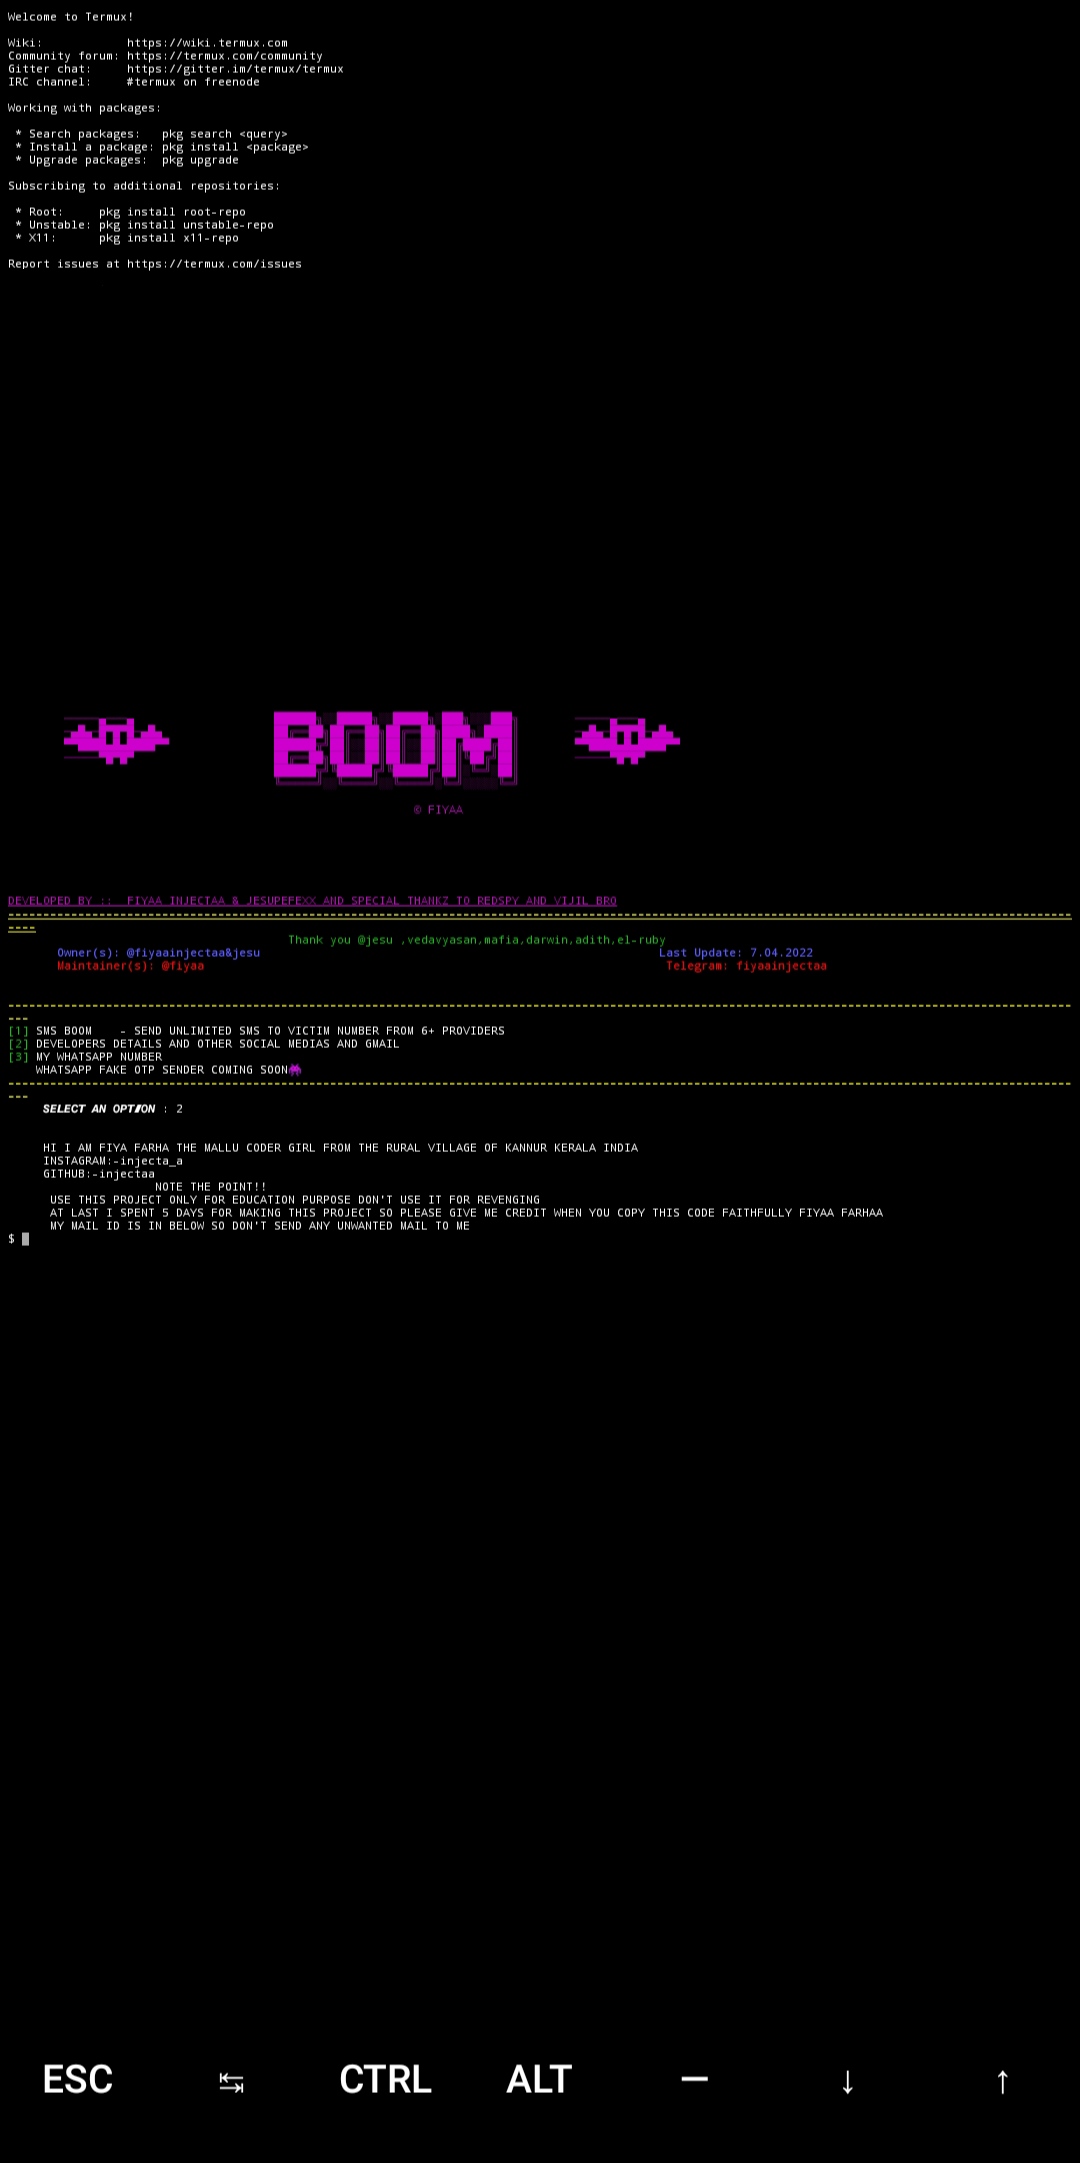 Welcome to Termux!
Wiki: https://wiki.termux.com
Community forum: https://termux.com/community
Gitter chat: https://gitter.im/termux/termux
IRC channel: #termux on freenode
Working with packages:
* Search packages: pkg search <query>
* Install a package: pkg install <package>
* Upgrade packages: pkg upgrade
Subscribing to additional repositories:
* Root: pkg install root-repo
* Unstable: pkg install unstable-repo
* X11: pkg install x11-repo
Report issues at https://termux.com/issues
BOOM
© FIYAA
DEVELOPED BY :: FIYAA INJECTAA & JESUPEFEXX AND SPECIAL THANKZ TO REDSPY AND VIJIL BRO
Thank you @jesu ,vedavyasan,mafia,darwin,adith,el-ruby
Owner(s): @fiyaainjectaa&jesu Last Update: 7.04.2022
Maintainer(s): @fiyaa Telegram: fiyaainjectaa
[1] SMS BOOM - SEND UNLIMITED SMS TO VICTIM NUMBER FROM 6+ PROVIDERS
[2] DEVELOPERS DETAILS AND OTHER SOCIAL MEDIAS AND GMAIL
[3] MY WHATSAPP NUMBER
WHATSAPP FAKE OTP SENDER COMING SOON👾
SELECT AN OPTION : 2
HI I AM FIYA FARHA THE MALLU CODER GIRL FROM THE RURAL VILLAGE OF KANNUR KERALA INDIA
INSTAGRAM:-injecta_a
GITHUB:-injectaa
NOTE THE POINT!!
USE THIS PROJECT ONLY FOR EDUCATION PURPOSE DON'T USE IT FOR REVENGING
AT LAST I SPENT 5 DAYS FOR MAKING THIS PROJECT SO PLEASE GIVE ME CREDIT WHEN YOU COPY THIS CODE FAITHFULLY FIYAA FARHAA
MY MAIL ID IS IN BELOW SO DON'T SEND ANY UNWANTED MAIL TO ME
$
ESC ↹ CTRL ALT — ↓ ↑